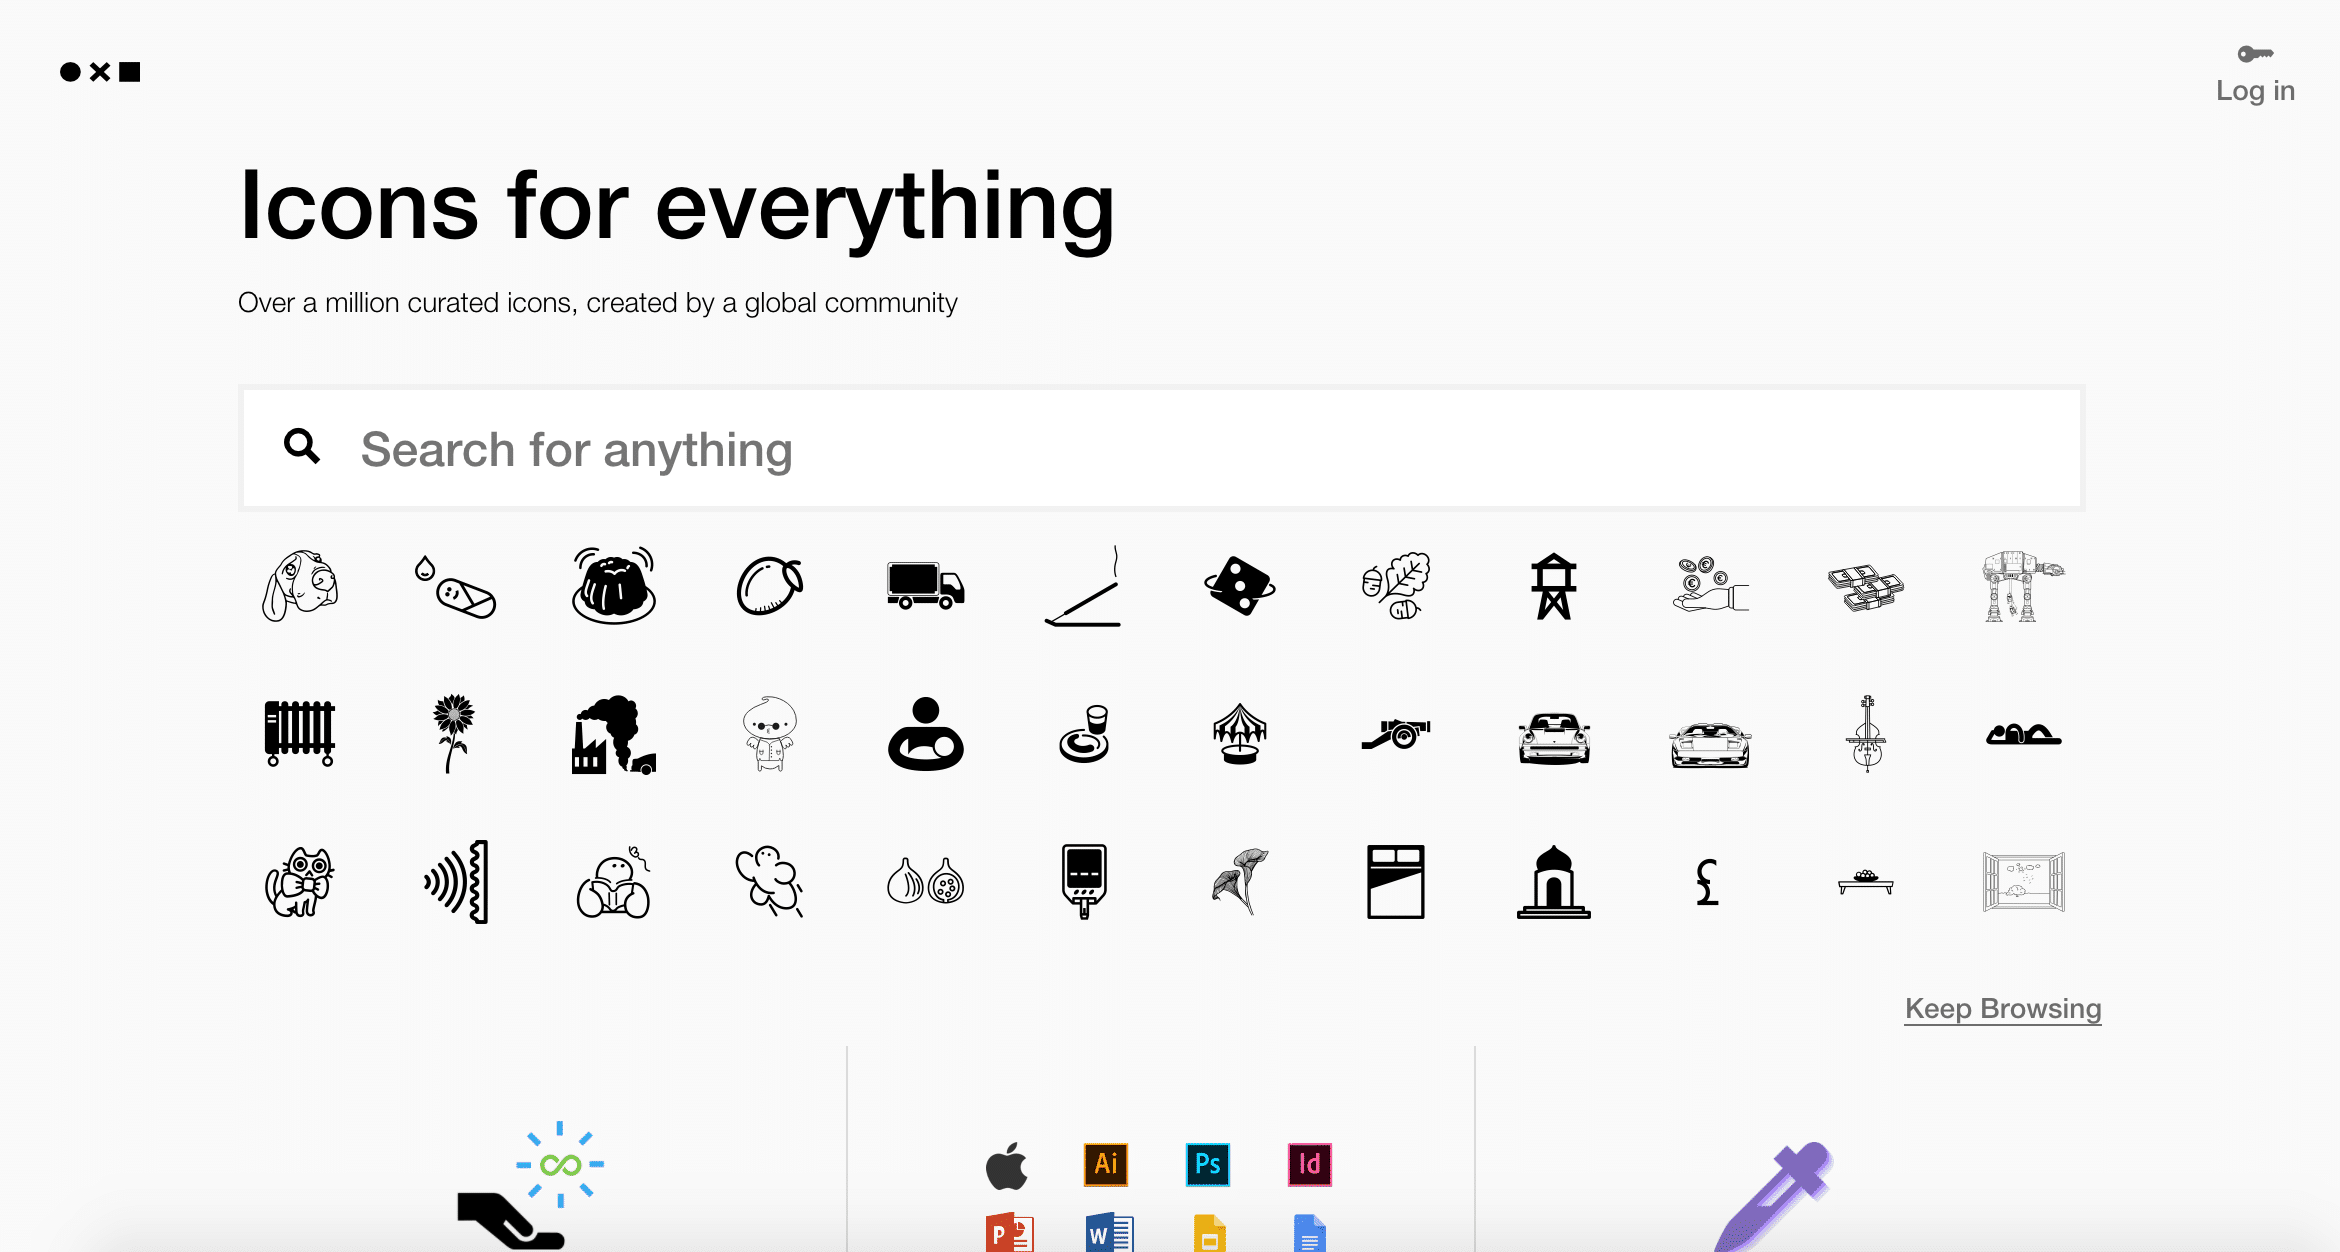 Log in
Icons for everything
Over a million curated icons, created by a global community
Search for anything
£
Keep Browsing
Ai Ps Id
P W